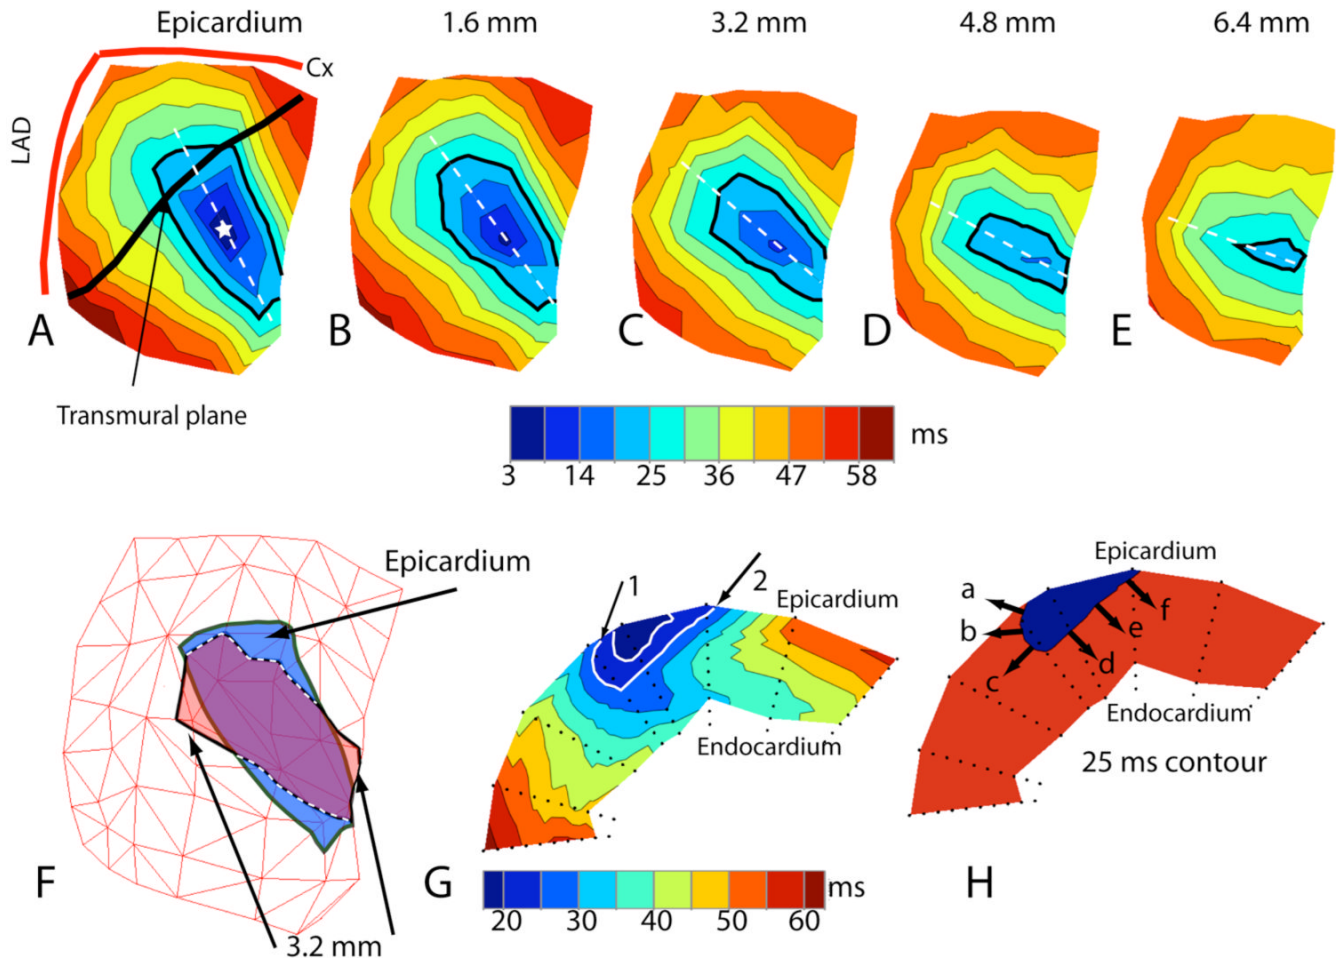 Epicardium 1.6 mm 3.2 mm 4.8 mm 6.4 mm
Cx
LAD
A B C D E
Transmural plane
ms
3 14 25 36 47 58
Epicardium
3.2 mm
F
1 2
Epicardium
Endocardium
G
ms
20 30 40 50 60
Epicardium
a
b
c
d
e
f
Endocardium
25 ms contour
H